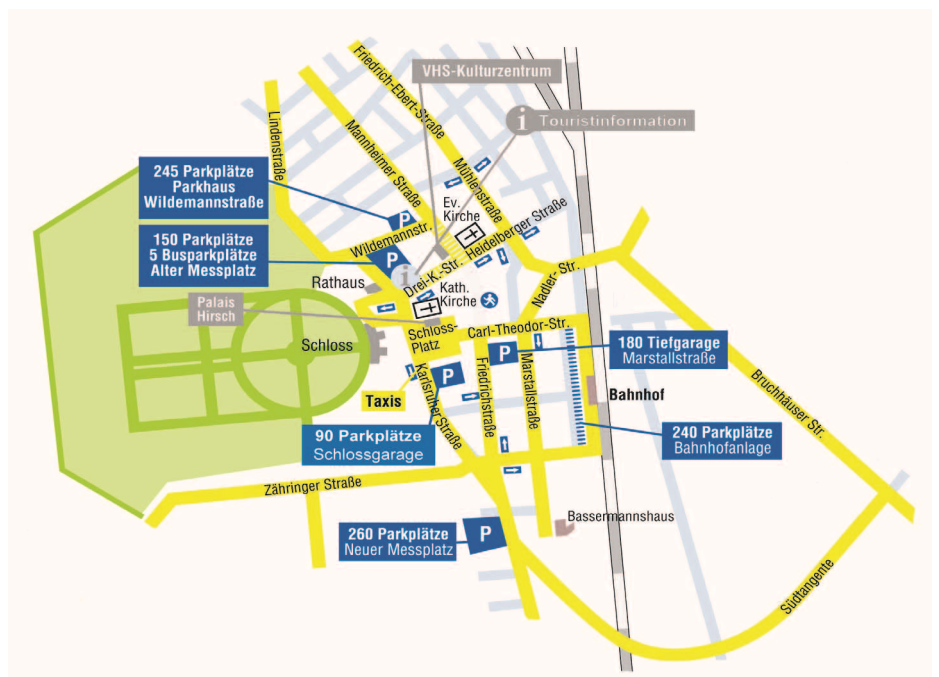 Friedrich-Ebert-Straße
VHS-Kulturzentrum
i Touristinformation
Lindenstraße
Mannheimer Straße
Mühlenstraße
245 Parkplätze
Parkhaus
Wildemannstraße
P
Ev.
Kirche
Wildemannstr.
Heidelberger Straße
150 Parkplätze
5 Busparkplätze
Alter Messplatz
P
i
Drei-K.-Str.
Rathaus
Kath.
Kirche
Nadler-Str.
Palais
Hirsch
Schloss
Schloss-
Platz
Carl-Theodor-Str.
180 Tiefgarage
Marstallstraße
P
P
Taxis
Karlsruher Straße
Friedrichstraße
Marstallstraße
Bahnhof
Bruchhäuser Str.
90 Parkplätze
Schlossgarage
240 Parkplätze
Bahnhofanlage
Zähringer Straße
Bassermannshaus
260 Parkplätze
Neuer Messplatz
P
Südtangente